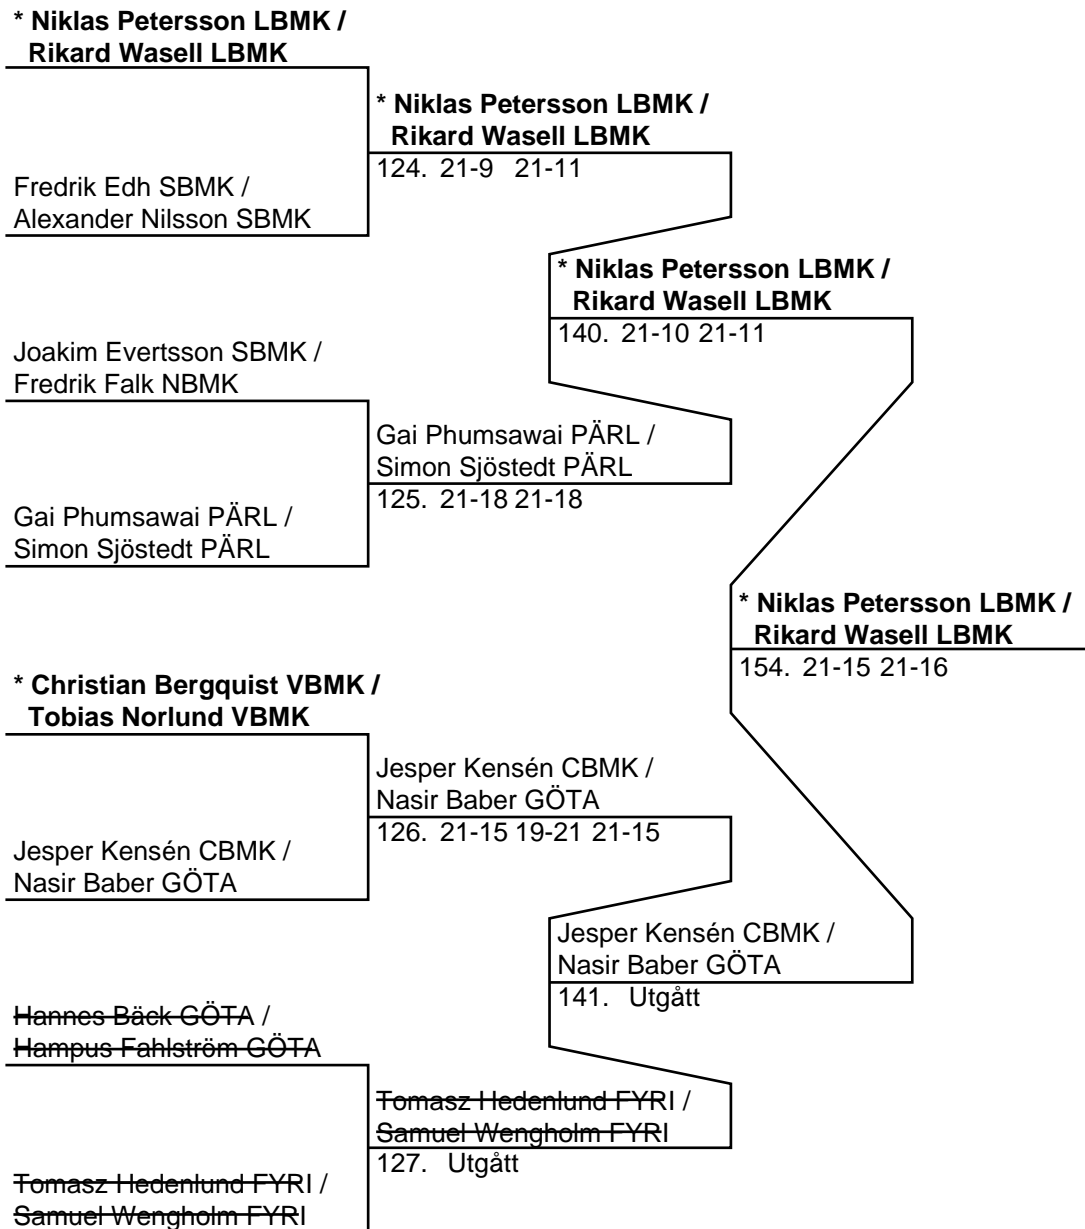 * Niklas Petersson LBMK /
Rikard Wasell LBMK
* Niklas Petersson LBMK /
Rikard Wasell LBMK
124. 21-9 21-11
Fredrik Edh SBMK /
Alexander Nilsson SBMK
* Niklas Petersson LBMK /
Rikard Wasell LBMK
140. 21-10 21-11
Joakim Evertsson SBMK /
Fredrik Falk NBMK
Gai Phumsawai PÄRL /
Simon Sjöstedt PÄRL
125. 21-18 21-18
Gai Phumsawai PÄRL /
Simon Sjöstedt PÄRL
* Niklas Petersson LBMK /
Rikard Wasell LBMK
154. 21-15 21-16
* Christian Bergquist VBMK /
Tobias Norlund VBMK
Jesper Kensén CBMK /
Nasir Baber GÖTA
126. 21-15 19-21 21-15
Jesper Kensén CBMK /
Nasir Baber GÖTA
Jesper Kensén CBMK /
Nasir Baber GÖTA
141. Utgått
Hannes Bäck GÖTA /
Hampus Fahlström GÖTA
Tomasz Hedenlund FYRI /
Samuel Wengholm FYRI
127. Utgått
Tomasz Hedenlund FYRI /
Samuel Wengholm FYRI